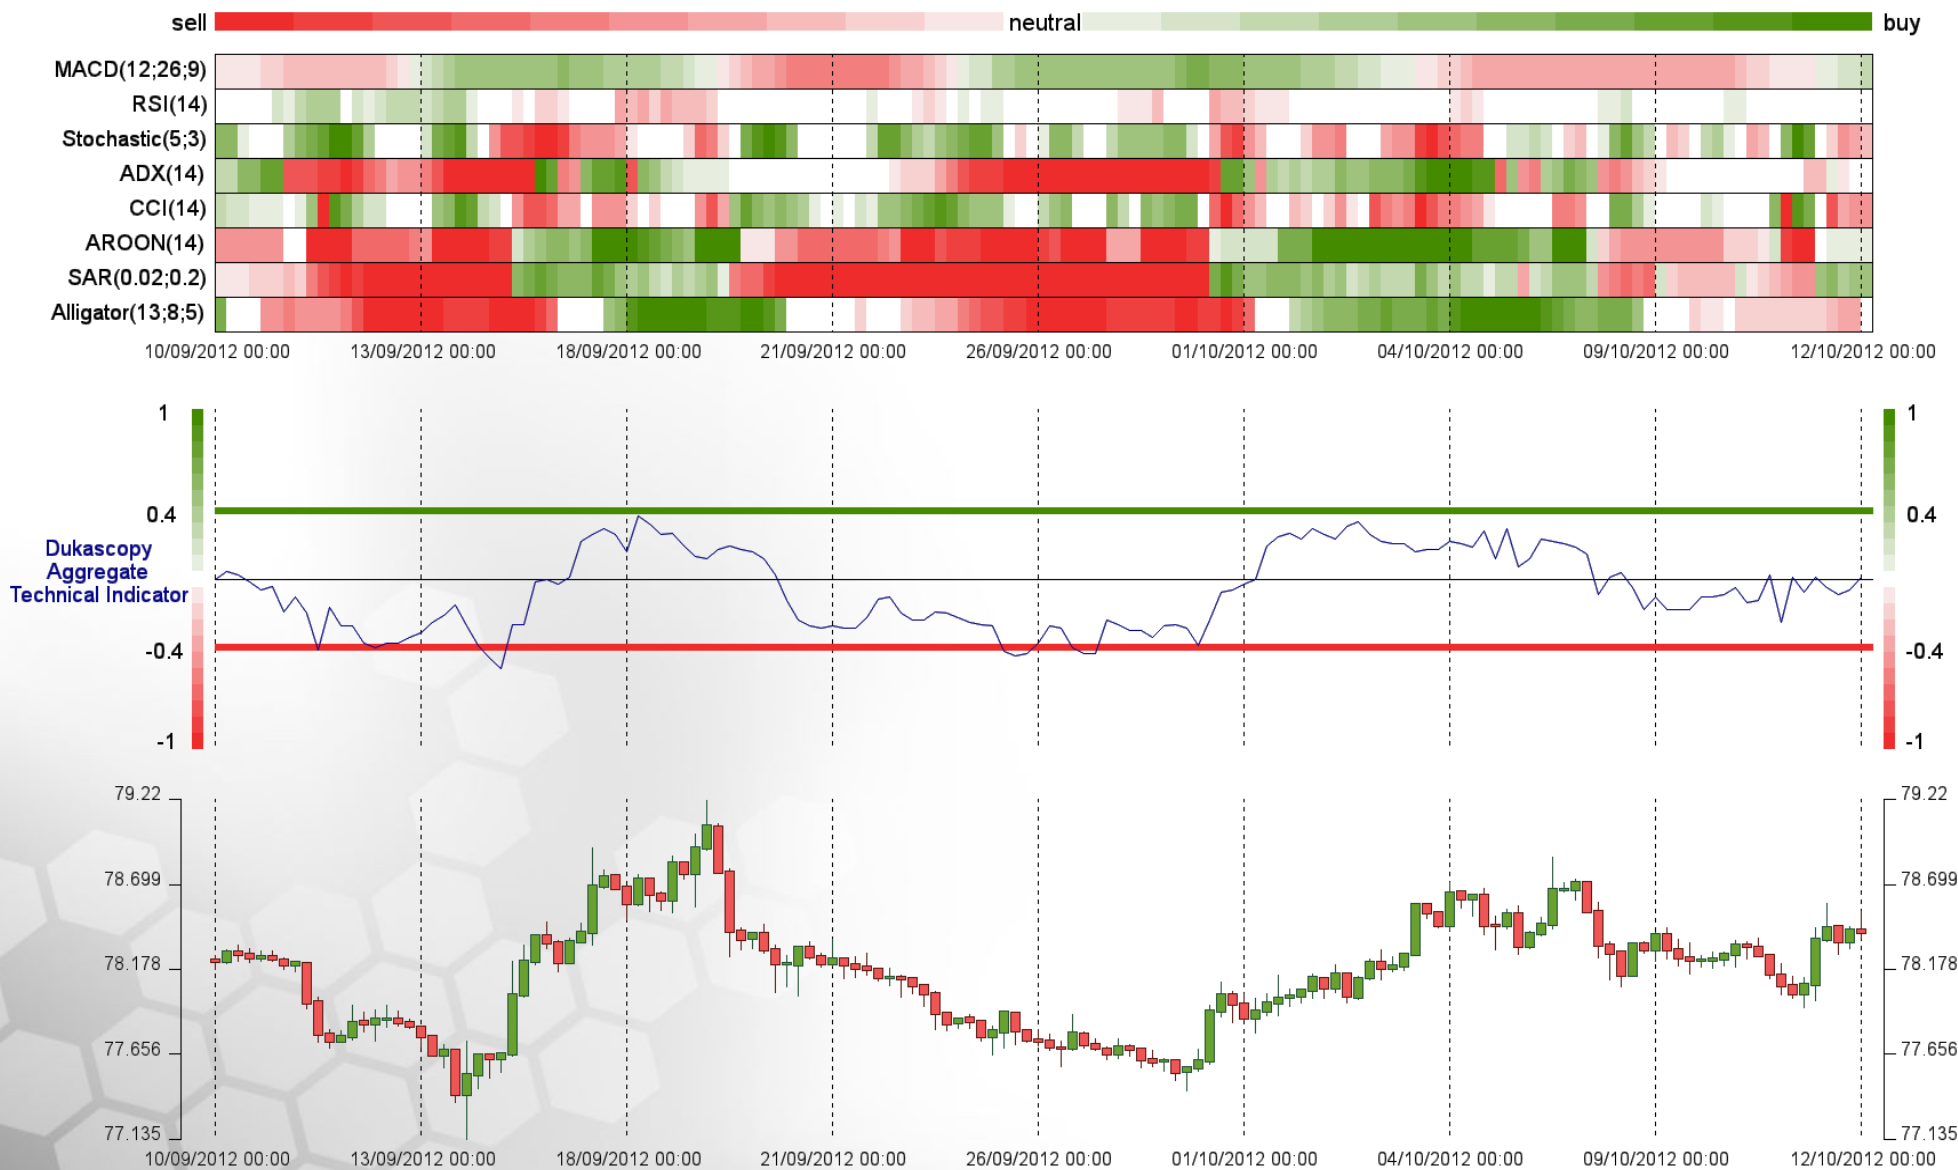 sell neutral buy
MACD(12;26;9)
RSI(14)
Stochastic(5;3)
ADX(14)
CCI(14)
AROON(14)
SAR(0.02;0.2)
Alligator(13;8;5)
10/09/2012 00:00 13/09/2012 00:00 18/09/2012 00:00 21/09/2012 00:00 26/09/2012 00:00 01/10/2012 00:00 04/10/2012 00:00 09/10/2012 00:00 12/10/2012 00:00
1 1
0.4 0.4
Dukascopy
Aggregate
Technical Indicator
-0.4 -0.4
-1 -1
79.22 79.22
78.699 78.699
78.178 78.178
77.656 77.656
77.135 77.135
10/09/2012 00:00 13/09/2012 00:00 18/09/2012 00:00 21/09/2012 00:00 26/09/2012 00:00 01/10/2012 00:00 04/10/2012 00:00 09/10/2012 00:00 12/10/2012 00:00